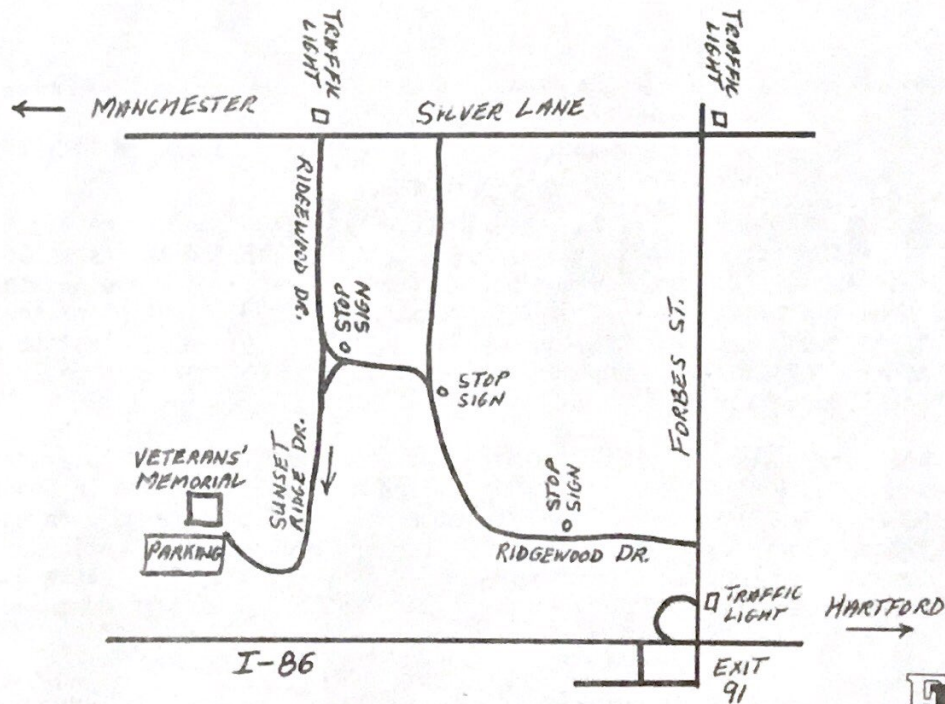 TRAFFIC
LIGHT
TRAFFIC
LIGHT
← MANCHESTER
SILVER LANE
RIDGEWOOD DR.
STOP
SIGN
STOP
SIGN
FORBES ST.
VETERANS'
MEMORIAL
SUNSET
RIDGE DR.
STOP
SIGN
PARKING
RIDGEWOOD DR.
TRAFFIC
LIGHT
HARTFORD
I-86
EXIT
91